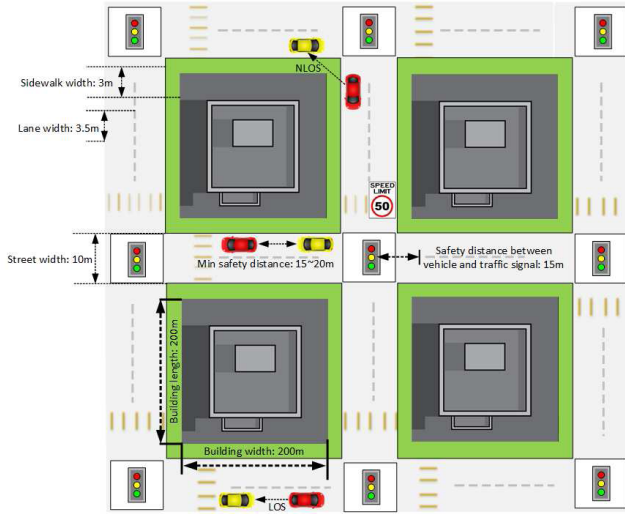 NLOS
Sidewalk width: 3m
Lane width: 3.5m
SPEED
LIMIT
50
Street width: 10m
Min safety distance: 15~20m
Safety distance between
vehicle and traffic signal: 15m
Building length: 200m
Building width: 200m
LOS